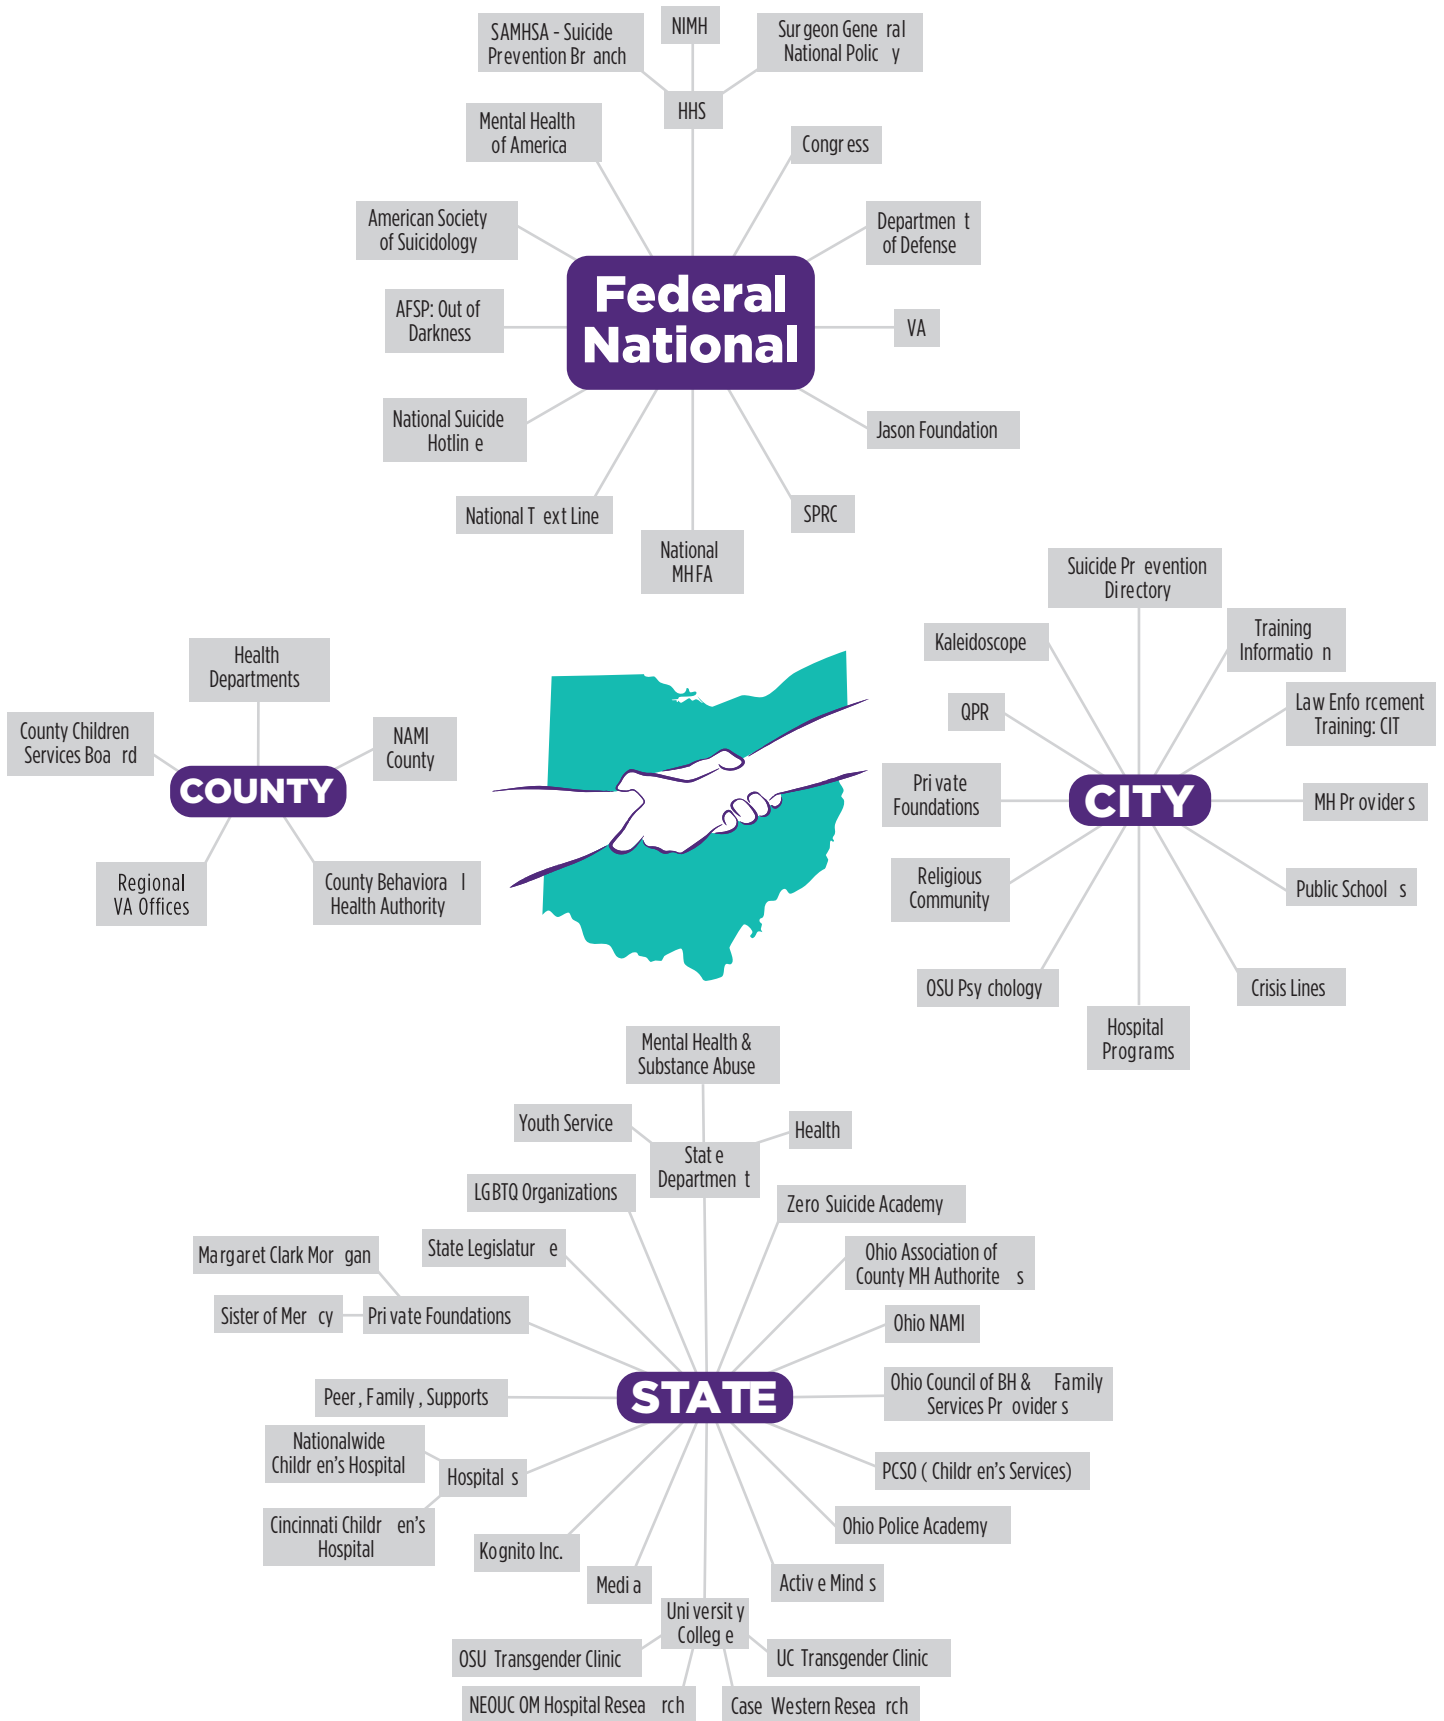 SAMHSA - Suicide
Prevention Branch
NIMH
Surgeon General
National Policy
HHS
Mental Health
of America
Congress
American Society
of Suicidology
Department
of Defense
Federal
National
AFSP: Out of
Darkness
VA
National Suicide
Hotline
Jason Foundation
National Text Line
SPRC
National
MHFA
Health
Departments
County Children
Services Board
NAMI
County
COUNTY
Regional
VA Offices
County Behavioral
Health Authority
Suicide Prevention
Directory
Kaleidoscope
Training
Information
QPR
Law Enforcement
Training: CIT
Private
Foundations
CITY
MH Providers
Religious
Community
Public Schools
OSU Psychology
Crisis Lines
Hospital
Programs
Mental Health &
Substance Abuse
Youth Service
Health
State
Department
LGBTQ Organizations
Zero Suicide Academy
State Legislature
Ohio Association of
County MH Authorites
Margaret Clark Morgan
Sister of Mercy
Private Foundations
Ohio NAMI
STATE
Peer, Family, Supports
Ohio Council of BH & Family
Services Providers
Nationalwide
Children's Hospital
Hospitals
PCSO (Children's Services)
Cincinnati Children's
Hospital
Ohio Police Academy
Kognito Inc.
Media
Active Minds
University
College
OSU Transgender Clinic
UC Transgender Clinic
NEOUCOM Hospital Research
Case Western Research